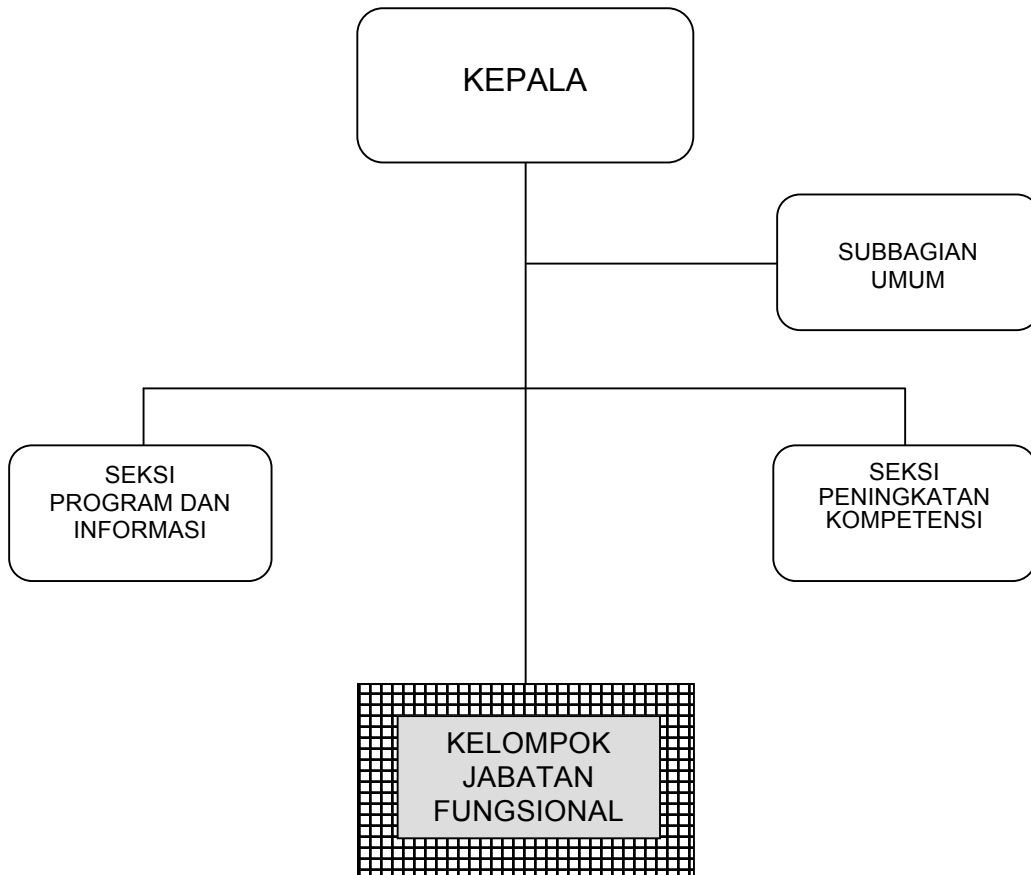 KEPALA
SUBBAGIAN
UMUM
SEKSI
PROGRAM DAN
INFORMASI
SEKSI
PENINGKATAN
KOMPETENSI
KELOMPOK
JABATAN
FUNGSIONAL